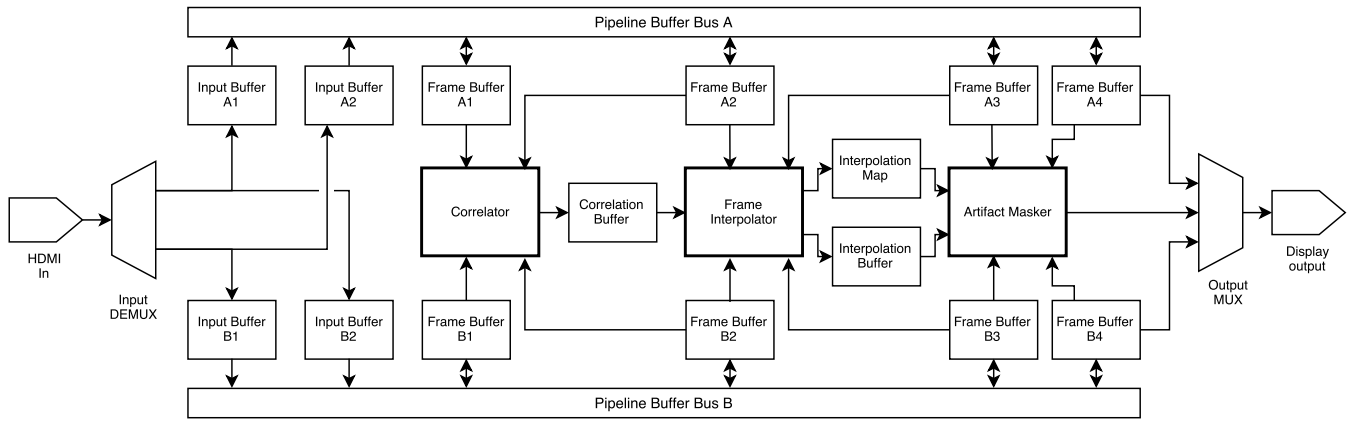 Pipeline Buffer Bus A
Input Buffer
A1
Input Buffer
A2
Frame Buffer
A1
Frame Buffer
A2
Frame Buffer
A3
Frame Buffer
A4
Interpolation
Map
Correlator
Correlation
Buffer
Frame
Interpolator
Artifact Masker
Interpolation
Buffer
HDMI
In
Input
DEMUX
Output
MUX
Display
output
Input Buffer
B1
Input Buffer
B2
Frame Buffer
B1
Frame Buffer
B2
Frame Buffer
B3
Frame Buffer
B4
Pipeline Buffer Bus B